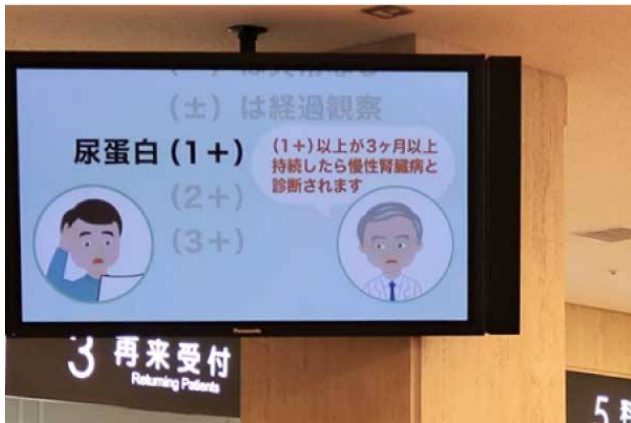 (±) は経過観察
尿蛋白 (1+)
(1+)以上が3ヶ月以上
持続したら慢性腎臓病と
診断されます
(2+)
(3+)
Panasonic
3 再来受付
Returning Patients
5